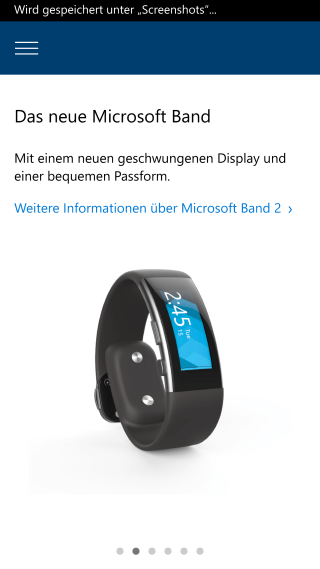 Wird gespeichert unter „Screenshots“...
Das neue Microsoft Band
Mit einem neuen geschwungenen Display und
einer bequemen Passform.
Weitere Informationen über Microsoft Band 2 ›
2:45
Tue
15